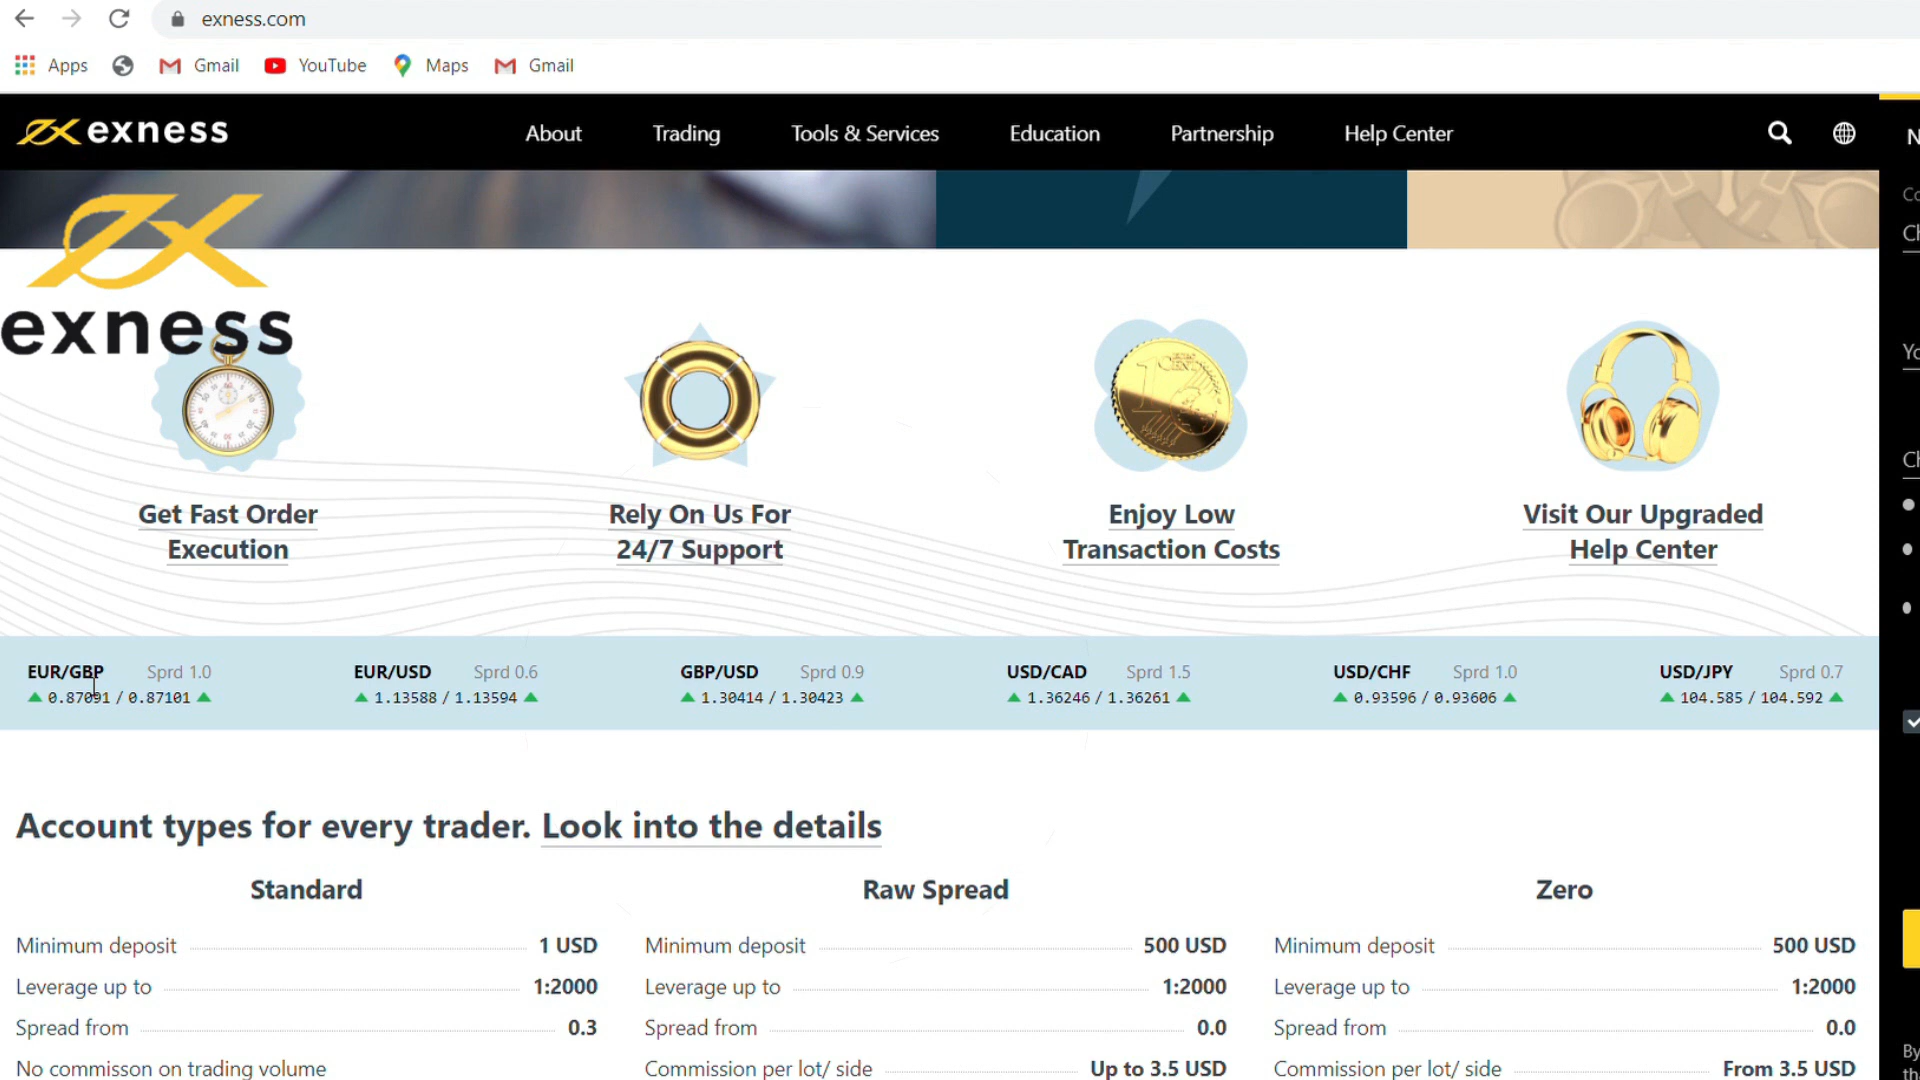 exness.com
Apps Gmail YouTube Maps Gmail
exness About Trading Tools & Services Education Partnership Help Center
exness
Get Fast Order
Execution
Rely On Us For
24/7 Support
Enjoy Low
Transaction Costs
Visit Our Upgraded
Help Center
EUR/GBP Sprd 1.0
0.87091 / 0.87101
EUR/USD Sprd 0.6
1.13588 / 1.13594
GBP/USD Sprd 0.9
1.30414 / 1.30423
USD/CAD Sprd 1.5
1.36246 / 1.36261
USD/CHF Sprd 1.0
0.93596 / 0.93606
USD/JPY Sprd 0.7
104.585 / 104.592
Account types for every trader. Look into the details
Standard
Minimum deposit 1 USD
Leverage up to 1:2000
Spread from 0.3
No commisson on trading volume
Raw Spread
Minimum deposit 500 USD
Leverage up to 1:2000
Spread from 0.0
Commission per lot/ side Up to 3.5 USD
Zero
Minimum deposit 500 USD
Leverage up to 1:2000
Spread from 0.0
Commission per lot/ side From 3.5 USD
By